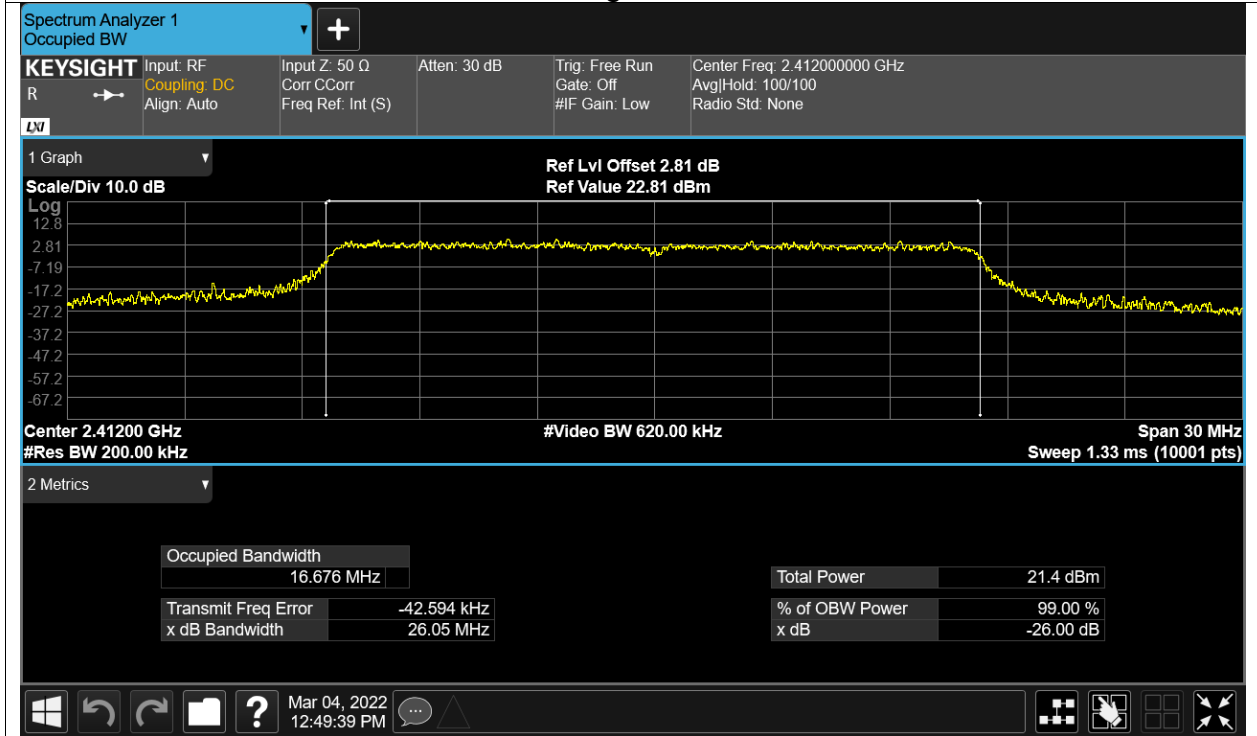 Spectrum Analyzer 1
Occupied BW
+
KEYSIGHT
R
LXI
Input: RF
Coupling: DC
Align: Auto
Input Z: 50 Ω
Corr CCorr
Freq Ref: Int (S)
Atten: 30 dB
Trig: Free Run
Gate: Off
#IF Gain: Low
Center Freq: 2.412000000 GHz
Avg|Hold: 100/100
Radio Std: None
1 Graph
Scale/Div 10.0 dB
Ref Lvl Offset 2.81 dB
Ref Value 22.81 dBm
Log
12.8
2.81
-7.19
-17.2
-27.2
-37.2
-47.2
-57.2
-67.2
Center 2.41200 GHz
#Res BW 200.00 kHz
#Video BW 620.00 kHz
Span 30 MHz
Sweep 1.33 ms (10001 pts)
2 Metrics
Occupied Bandwidth
16.676 MHz
Transmit Freq Error -42.594 kHz
x dB Bandwidth 26.05 MHz
Total Power 21.4 dBm
% of OBW Power 99.00 %
x dB -26.00 dB
?
Mar 04, 2022
12:49:39 PM